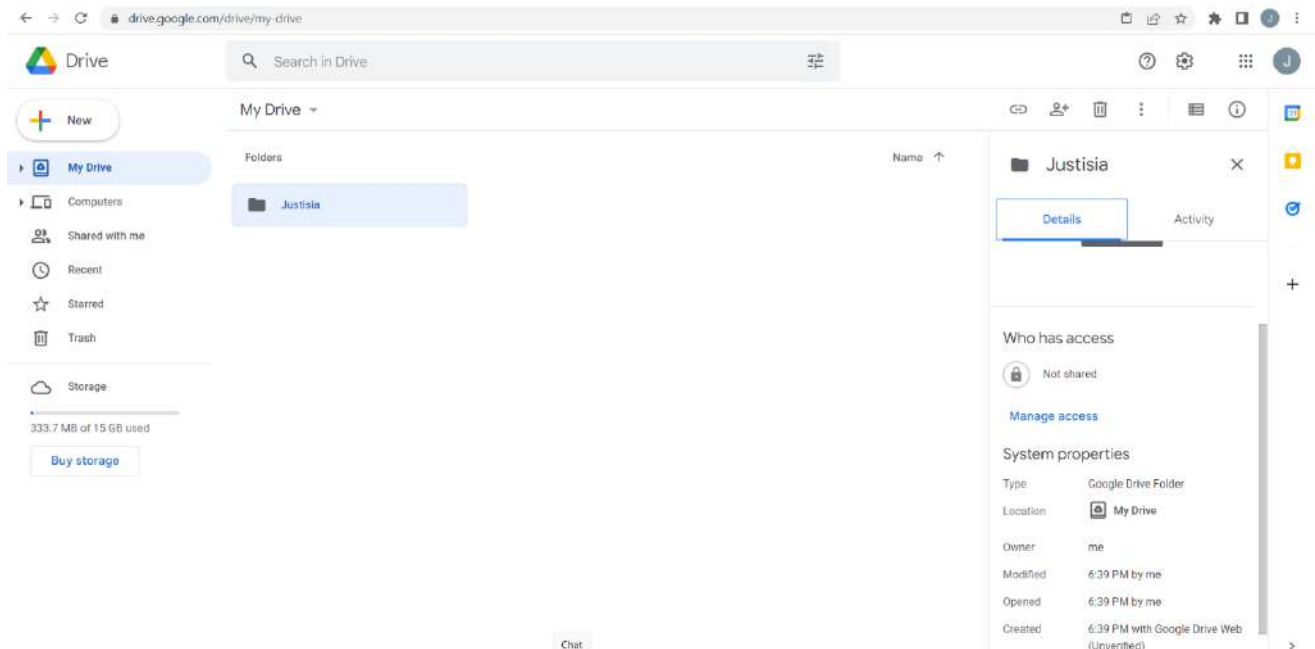 drive.google.com/drive/my-drive
J
Drive
Search in Drive
J
New
My Drive
Computers
Shared with me
Recent
Starred
Trash
Storage
333.7 MB of 15 GB used
Buy storage
My Drive
Folders
Name
Justisia
Justisia
Details
Activity
Who has access
Not shared
Manage access
System properties
Type Google Drive Folder
Location My Drive
Owner me
Modified 6:39 PM by me
Opened 6:39 PM by me
Created 6:39 PM with Google Drive Web
(Unverified)
Chat